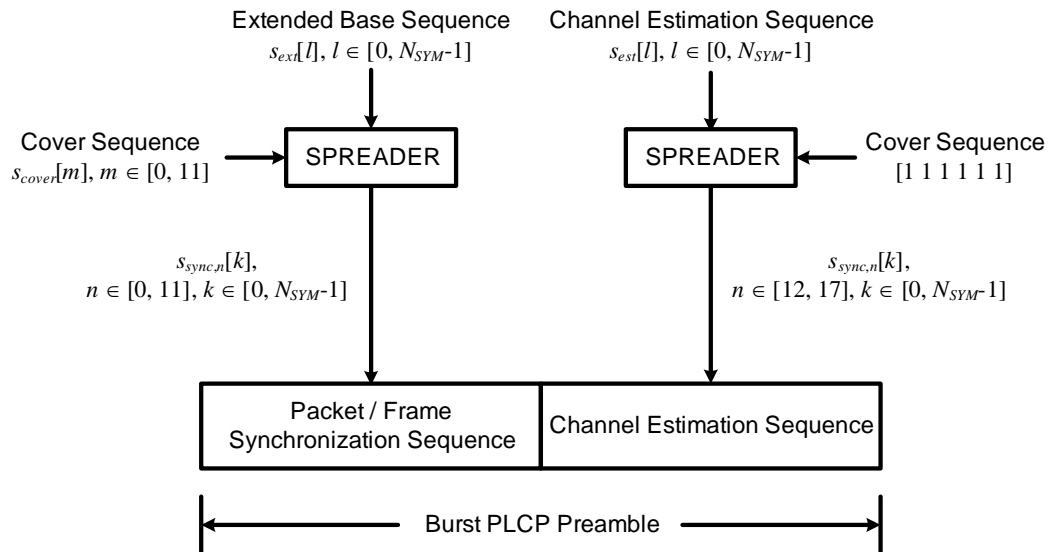 Extended Base Sequence
s_ext[l], l ∈ [0, N_SYM-1]
Channel Estimation Sequence
s_est[l], l ∈ [0, N_SYM-1]
Cover Sequence
s_cover[m], m ∈ [0, 11]
SPREADER
SPREADER
Cover Sequence
[1 1 1 1 1 1]
s_sync,n[k],
n ∈ [0, 11], k ∈ [0, N_SYM-1]
s_sync,n[k],
n ∈ [12, 17], k ∈ [0, N_SYM-1]
Packet / Frame
Synchronization Sequence
Channel Estimation Sequence
Burst PLCP Preamble